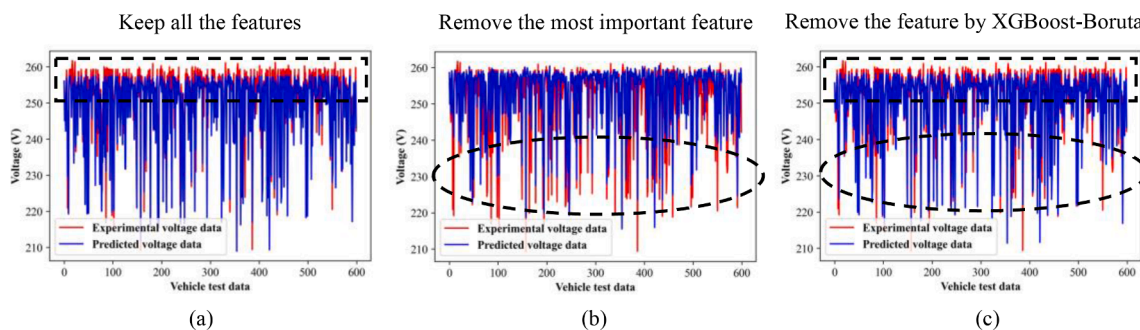 Keep all the features
260
250
240
230
220
210
Voltage (V)
Experimental voltage data
Predicted voltage data
0 100 200 300 400 500 600
Vehicle test data
(a)
Remove the most important feature
260
250
240
230
220
210
Voltage (V)
Experimental voltage data
Predicted voltage data
0 100 200 300 400 500 600
Vehicle test data
(b)
Remove the feature by XGBoost-Boruta
260
250
240
230
220
210
Voltage (V)
Experimental voltage data
Predicted voltage data
0 100 200 300 400 500 600
Vehicle test data
(c)